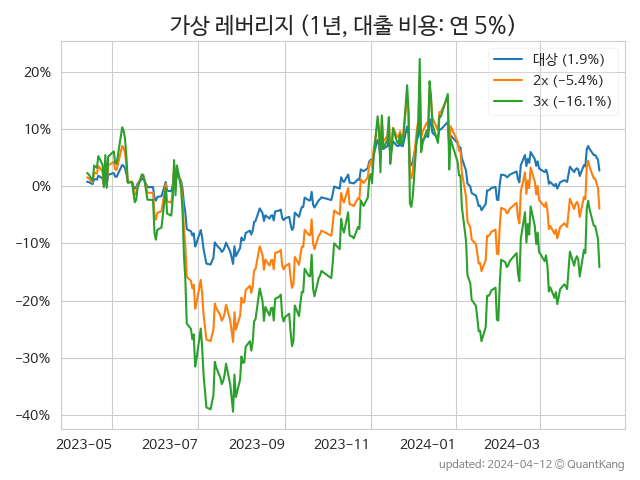 가상 레버리지 (1년, 대출 비용: 연 5%)
대상 (1.9%)
2x (−5.4%)
3x (−16.1%)
20%
10%
0%
−10%
−20%
−30%
−40%
2023-05 2023-07 2023-09 2023-11 2024-01 2024-03
updated: 2024-04-12 © QuantKang